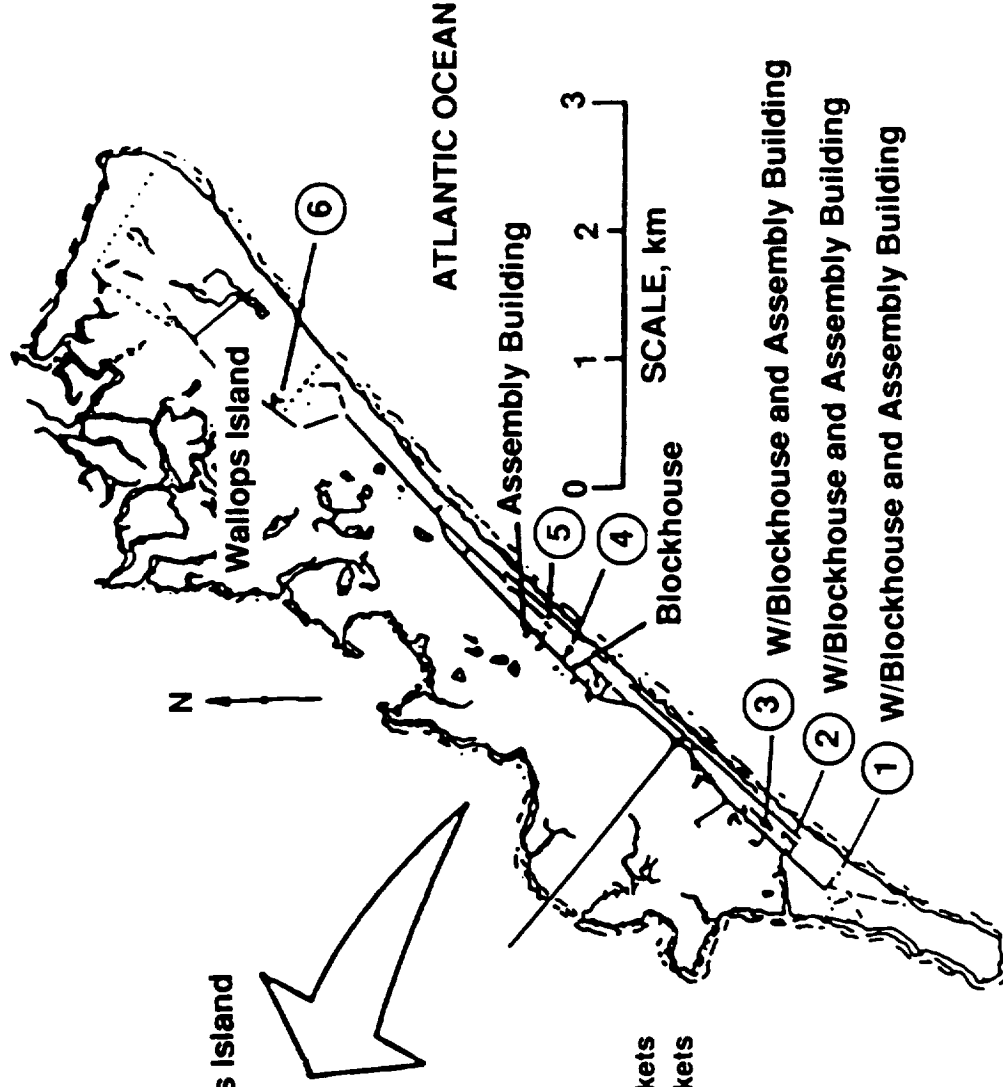 ATLANTIC OCEAN
6
Wallops Island
Assembly Building
5
4
Blockhouse
0 1 2 3
SCALE, km
N
3 W/Blockhouse and Assembly Building
2 W/Blockhouse and Assembly Building
1 W/Blockhouse and Assembly Building
s Island
kets
kets